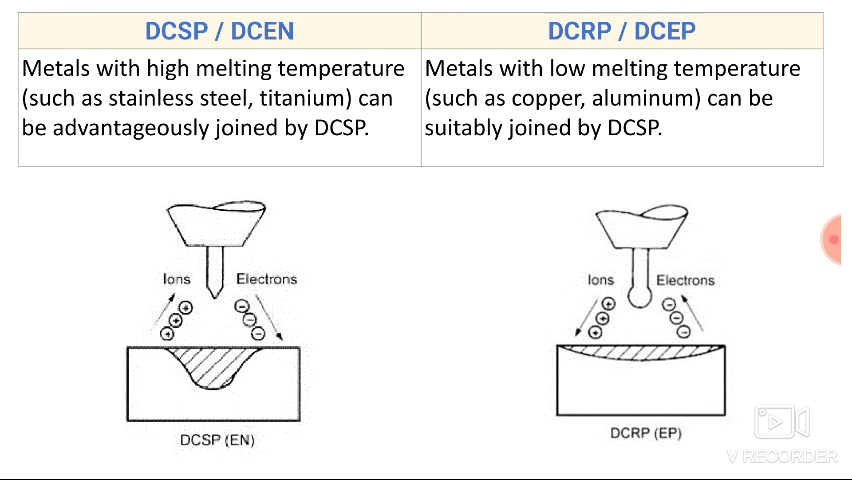 DCSP / DCEN
DCRP / DCEP
Metals with high melting temperature
(such as stainless steel, titanium) can
be advantageously joined by DCSP.
Metals with low melting temperature
(such as copper, aluminum) can be
suitably joined by DCSP.
Ions
Electrons
Ions
Electrons
DCSP (EN)
DCRP (EP)
V RECORDER